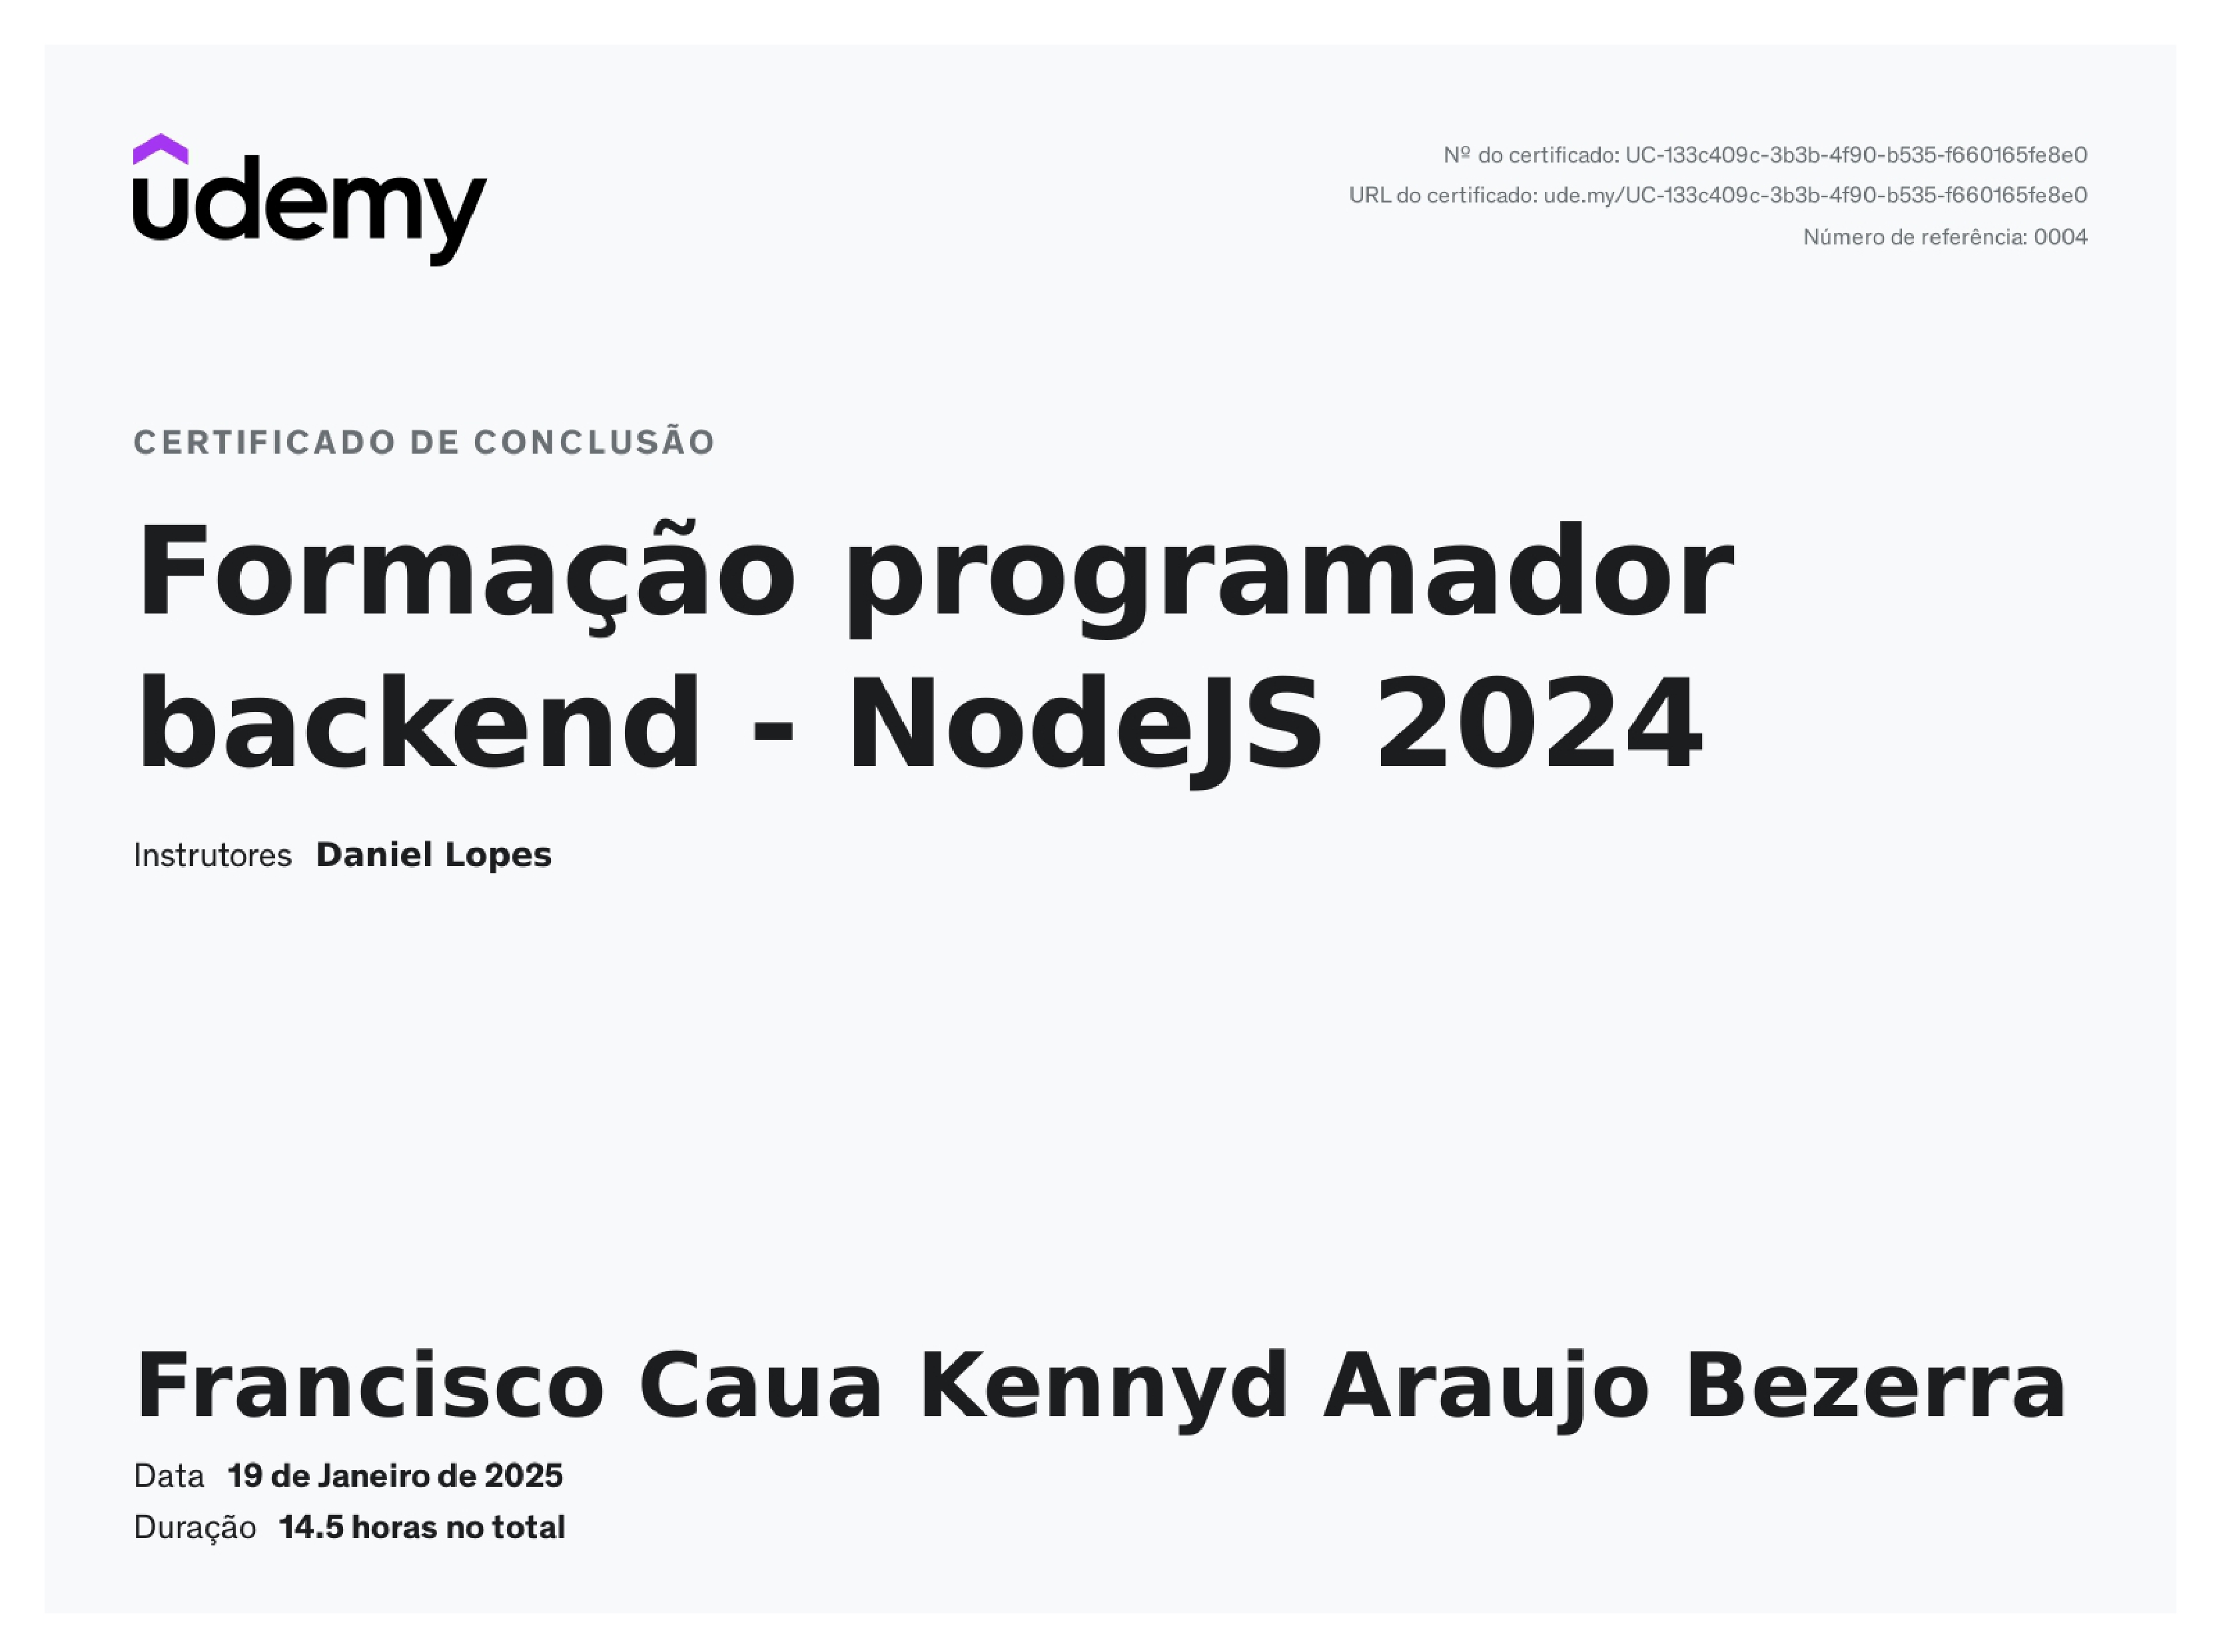 udemy
Nº do certificado: UC-133c409c-3b3b-4f90-b535-f660165fe8e0
URL do certificado: ude.my/UC-133c409c-3b3b-4f90-b535-f660165fe8e0
Número de referência: 0004
CERTIFICADO DE CONCLUSÃO
Formação programador
backend - NodeJS 2024
Instrutores Daniel Lopes
Francisco Caua Kennyd Araujo Bezerra
Data 19 de Janeiro de 2025
Duração 14.5 horas no total